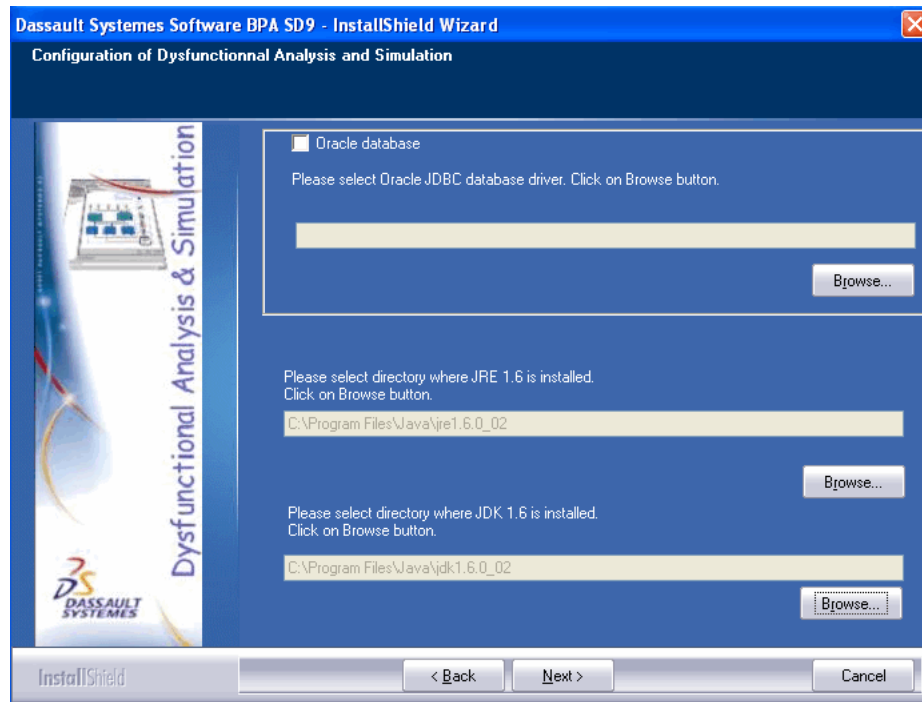 Dassault Systemes Software BPA SD9 - InstallShield Wizard
Configuration of Dysfunctionnal Analysis and Simulation
Dysfunctional Analysis & Simulation
DASSAULT
SYSTEMES
Oracle database
Please select Oracle JDBC database driver. Click on Browse button.
Browse...
Please select directory where JRE 1.6 is installed.
Click on Browse button.
C:\Program Files\Java\jre1.6.0_02
Browse...
Please select directory where JDK 1.6 is installed.
Click on Browse button.
C:\Program Files\Java\jdk1.6.0_02
Browse...
InstallShield
< Back
Next >
Cancel